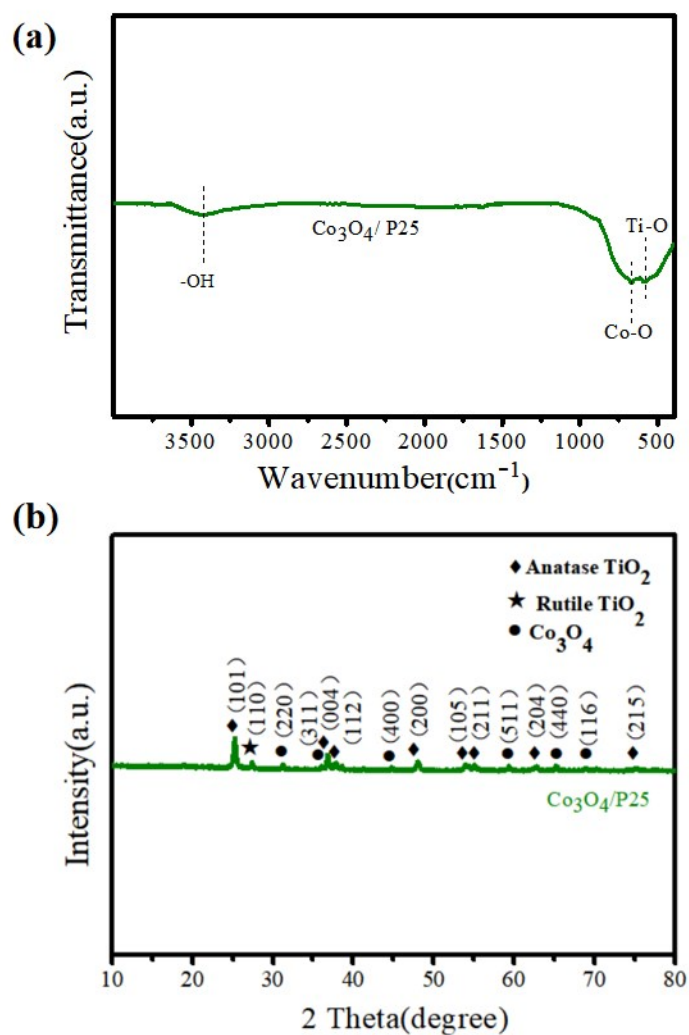 (a)
Transmittance(a.u.)
Co₃O₄/ P25
-OH
Ti-O
Co-O
3500 3000 2500 2000 1500 1000 500
Wavenumber(cm⁻¹)
(b)
Intensity(a.u.)
♦ Anatase TiO₂
★ Rutile TiO₂
● Co₃O₄
(101) (110) (220) (311) (004) (112) (400) (200) (105) (211) (511) (204) (440) (116) (215)
Co₃O₄/P25
10 20 30 40 50 60 70 80
2 Theta(degree)